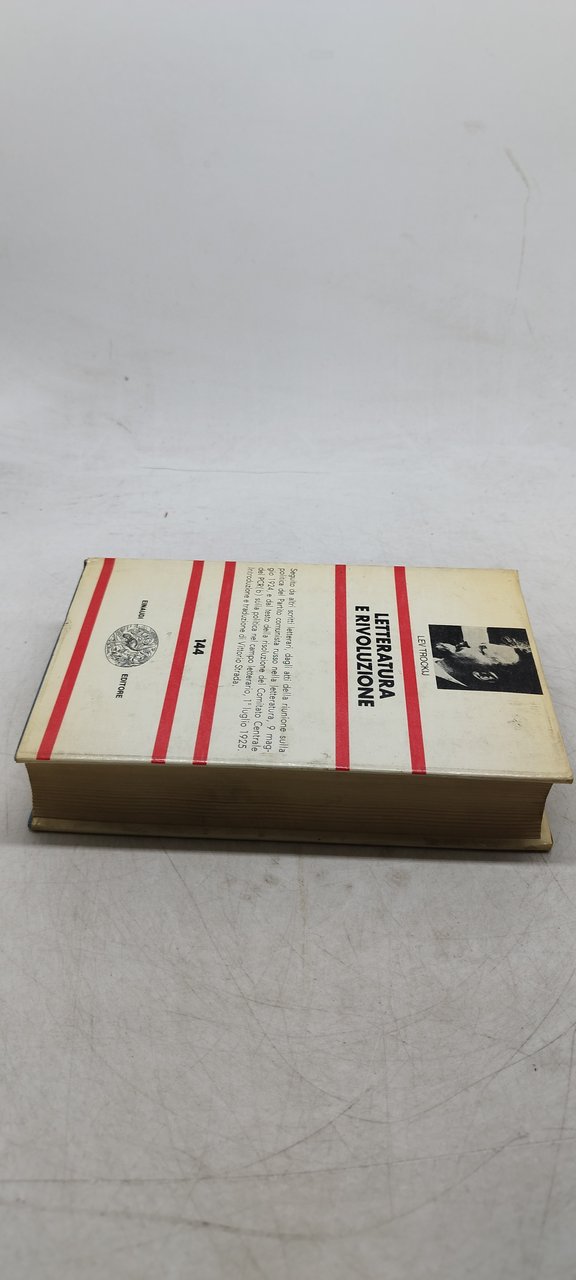 LEV TROCKIJ
LETTERATURA
E RIVOLUZIONE
Seguito da altri scritti letterari, dagli atti della riunione sulla
politica del Partito comunista russo nella letteratura, 9 mag-
gio 1924, e dal testo della risoluzione del Comitato Centrale
del PCR(b) sulla politica nel campo letterario, 1° luglio 1925.
Introduzione e traduzione di Vittorio Strada.
144
EINAUDI EDITORE